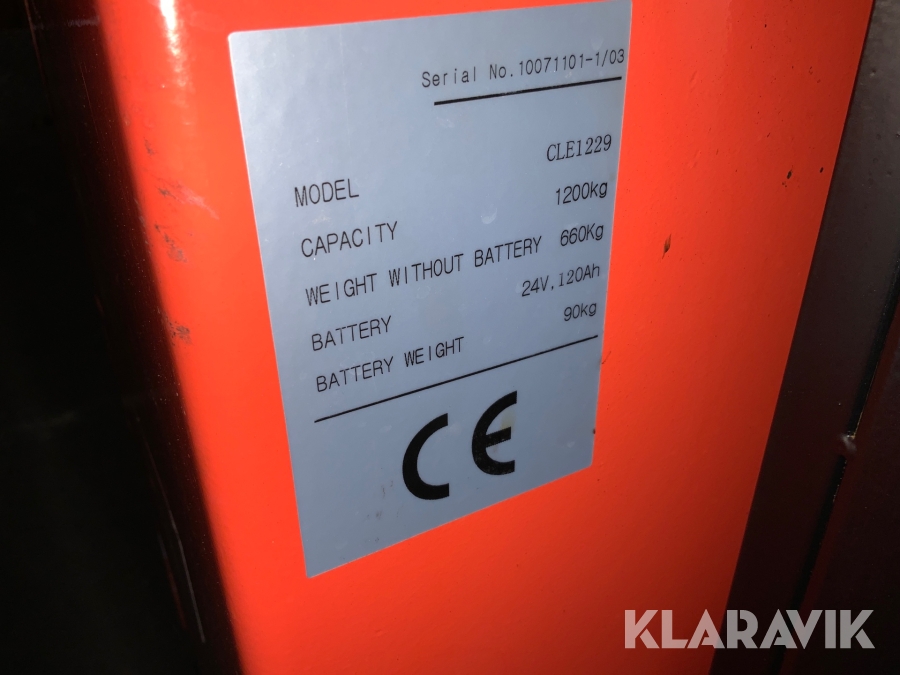 Serial No.10071101-1/03
MODEL CLE1229
CAPACITY 1200kg
WEIGHT WITHOUT BATTERY 660Kg
BATTERY 24V,120Ah
BATTERY WEIGHT 90kg
CE
KLARAVIK